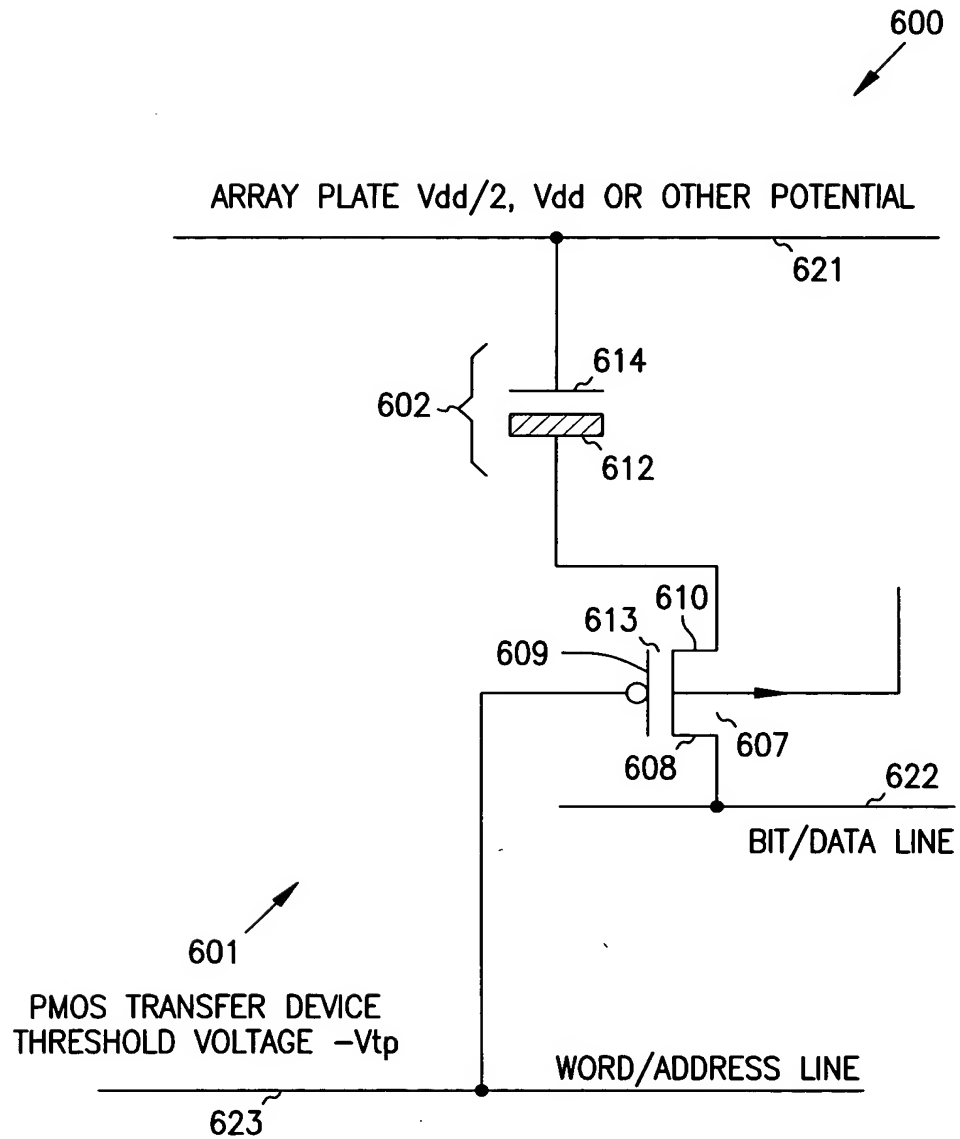 600
ARRAY PLATE Vdd/2, Vdd OR OTHER POTENTIAL
621
614
602
612
610
613
609
607
608
622
BIT/DATA LINE
601
PMOS TRANSFER DEVICE
THRESHOLD VOLTAGE -Vtp
WORD/ADDRESS LINE
623